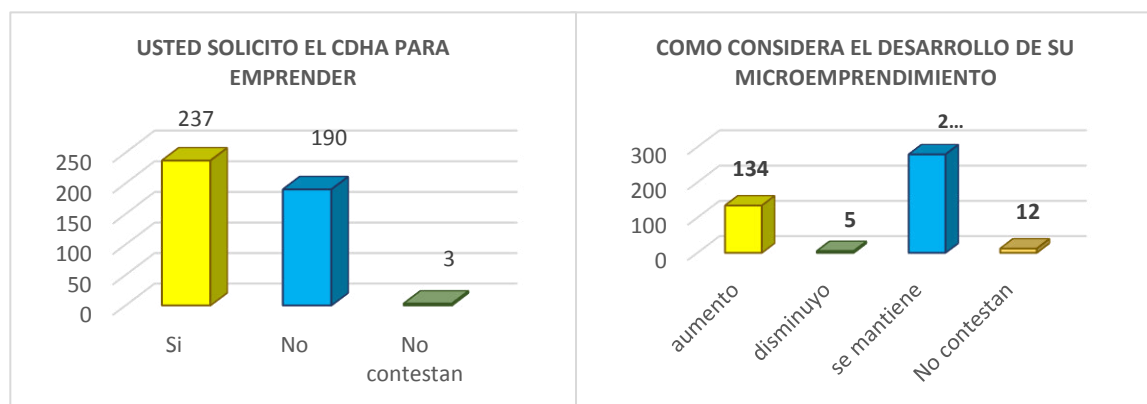 USTED SOLICITO EL CDHA PARA
EMPRENDER
237
190
3
250
200
150
100
50
0
Si
No
No
contestan
COMO CONSIDERA EL DESARROLLO DE SU
MICROEMPRENDIMIENTO
2...
134
5
12
300
200
100
0
aumento
disminuyo
se mantiene
No contestan